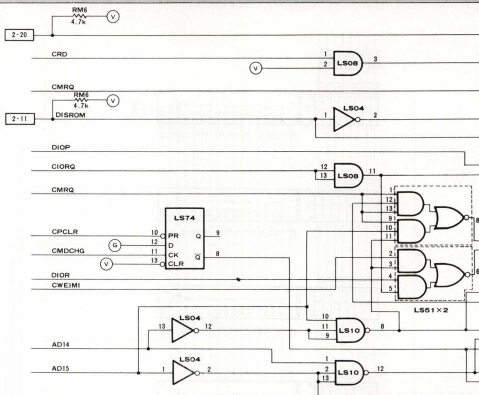 RM6
4.7k
V
2-20
CRD
1
2
V
LS08
3
CMRQ
RM6
4.7k
V
2-11
DISROM
1
LS04
2
DIOP
CIORQ
12
13
LS08
11
CMRQ
1
12
13
9
10
11
8
LS74
CPCLR
10
PR
Q
9
G
12
D
CMDCHG
11
CK
Q
8
V
13
CLR
2
3
4
5
6
DIOR
CWEIMI
LS51×2
LS04
13
12
10
11
9
LS10
8
AD14
LS04
AD15
1
2
1
2
13
LS10
12